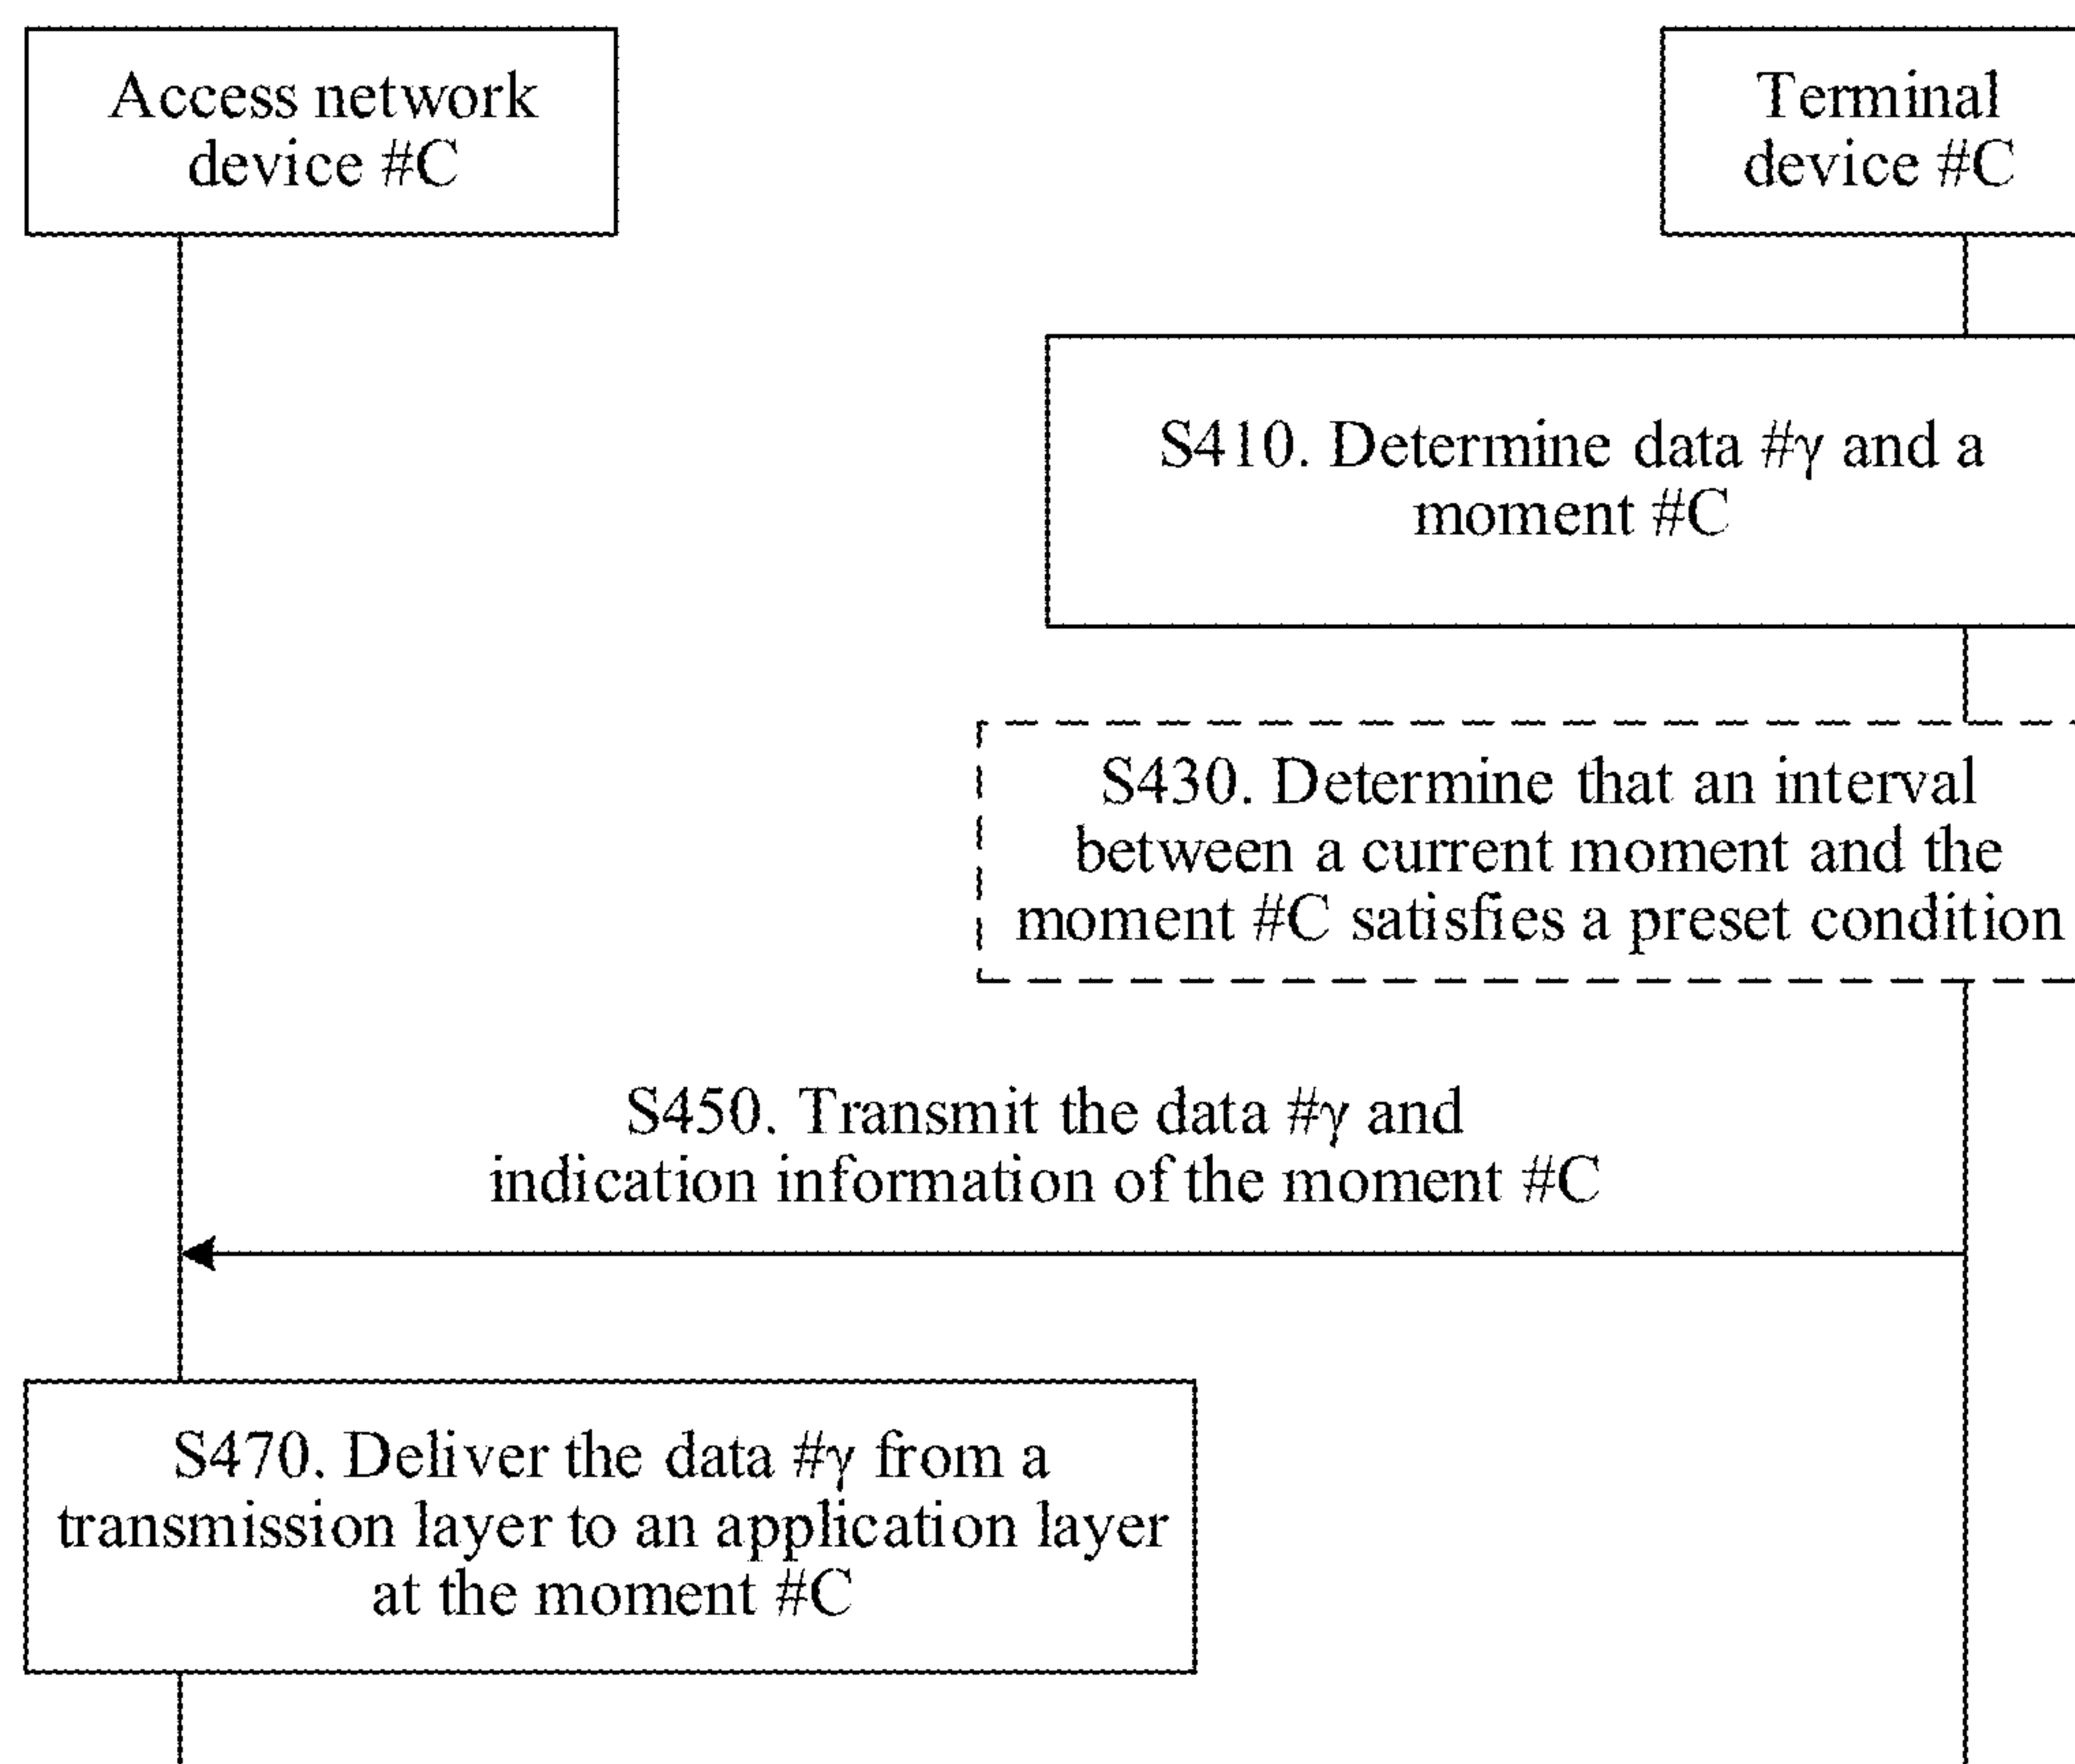 Access network
device #C
Terminal
device #C
S410. Determine data #γ and a
moment #C
S430. Determine that an interval
between a current moment and the
moment #C satisfies a preset condition
S450. Transmit the data #γ and
indication information of the moment #C
S470. Deliver the data #γ from a
transmission layer to an application layer
at the moment #C